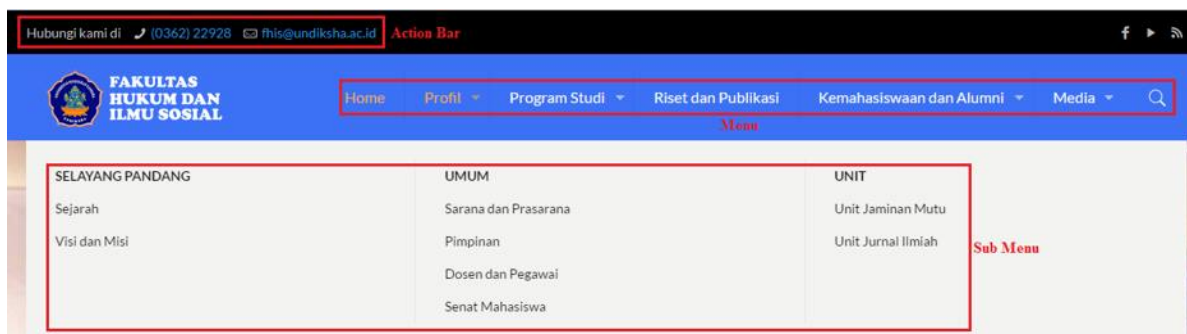 Hubungi kami di (0362) 22928 fhis@undiksha.ac.id Action Bar
FAKULTAS
HUKUM DAN
ILMU SOSIAL
Home Profil Program Studi Riset dan Publikasi Kemahasiswaan dan Alumni Media
Menu
SELAYANG PANDANG
Sejarah
Visi dan Misi
UMUM
Sarana dan Prasarana
Pimpinan
Dosen dan Pegawai
Senat Mahasiswa
UNIT
Unit Jaminan Mutu
Unit Jurnal Ilmiah
Sub Menu